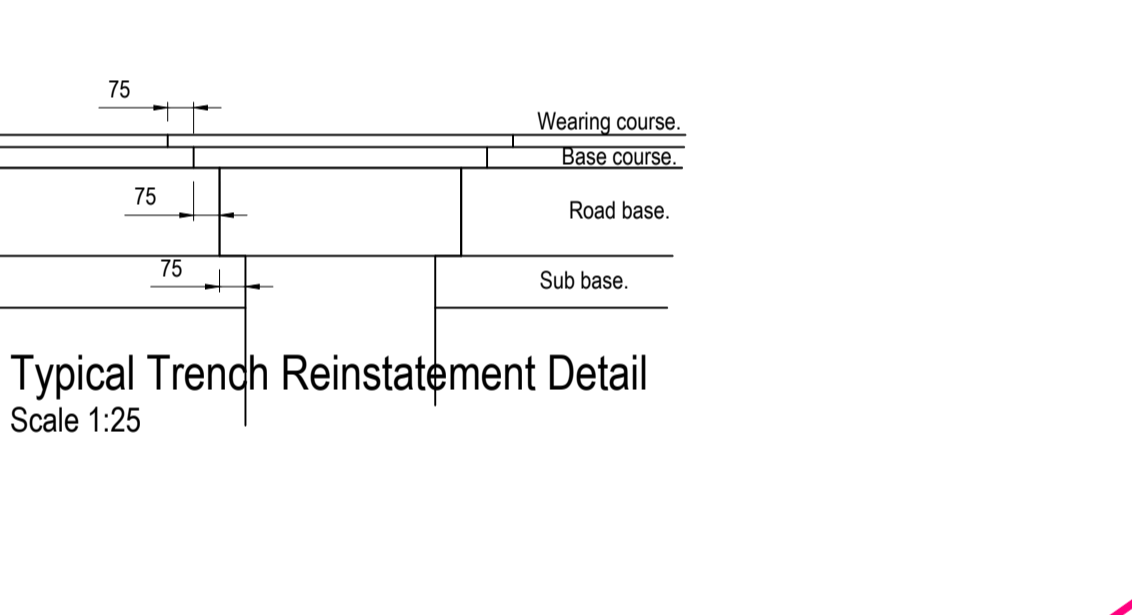 75
Wearing course.
Base course.
75
Road base.
75
Sub base.
Typical Trench Reinstatement Detail
Scale 1:25